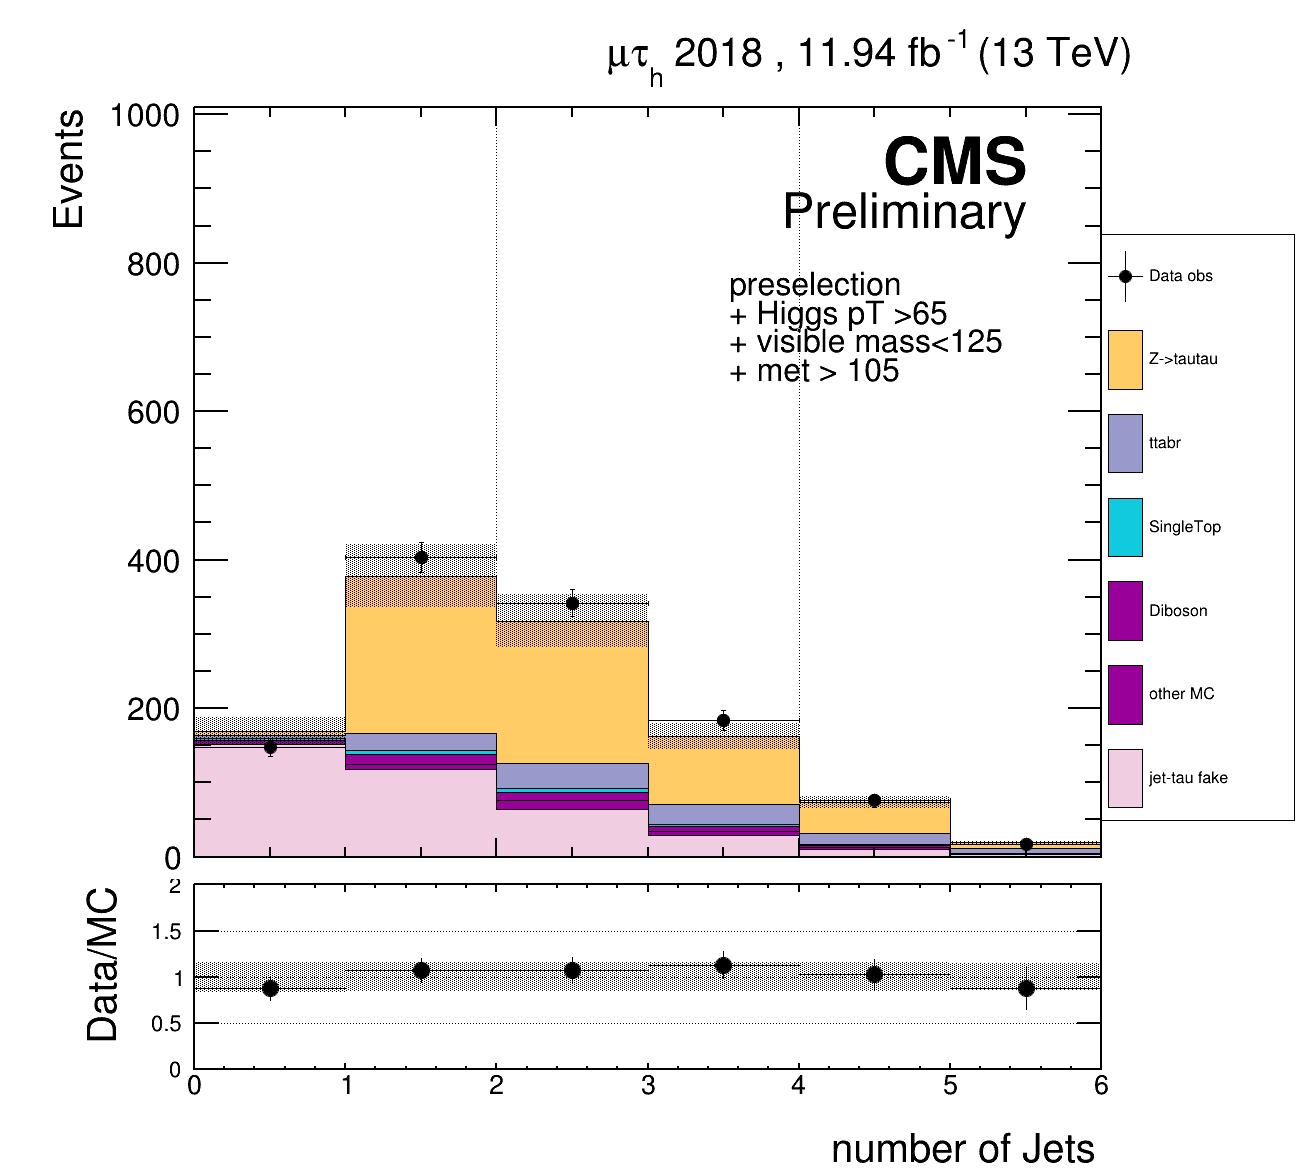 μτh 2018 , 11.94 fb-1 (13 TeV)
Events
1000
800
600
400
200
0
CMS
Preliminary
preselection
+ Higgs pT >65
+ visible mass<125
+ met > 105
Data obs
Z->tautau
ttabr
SingleTop
Diboson
other MC
jet-tau fake
Data/MC
2
1.5
1
0.5
0
0 1 2 3 4 5 6
number of Jets